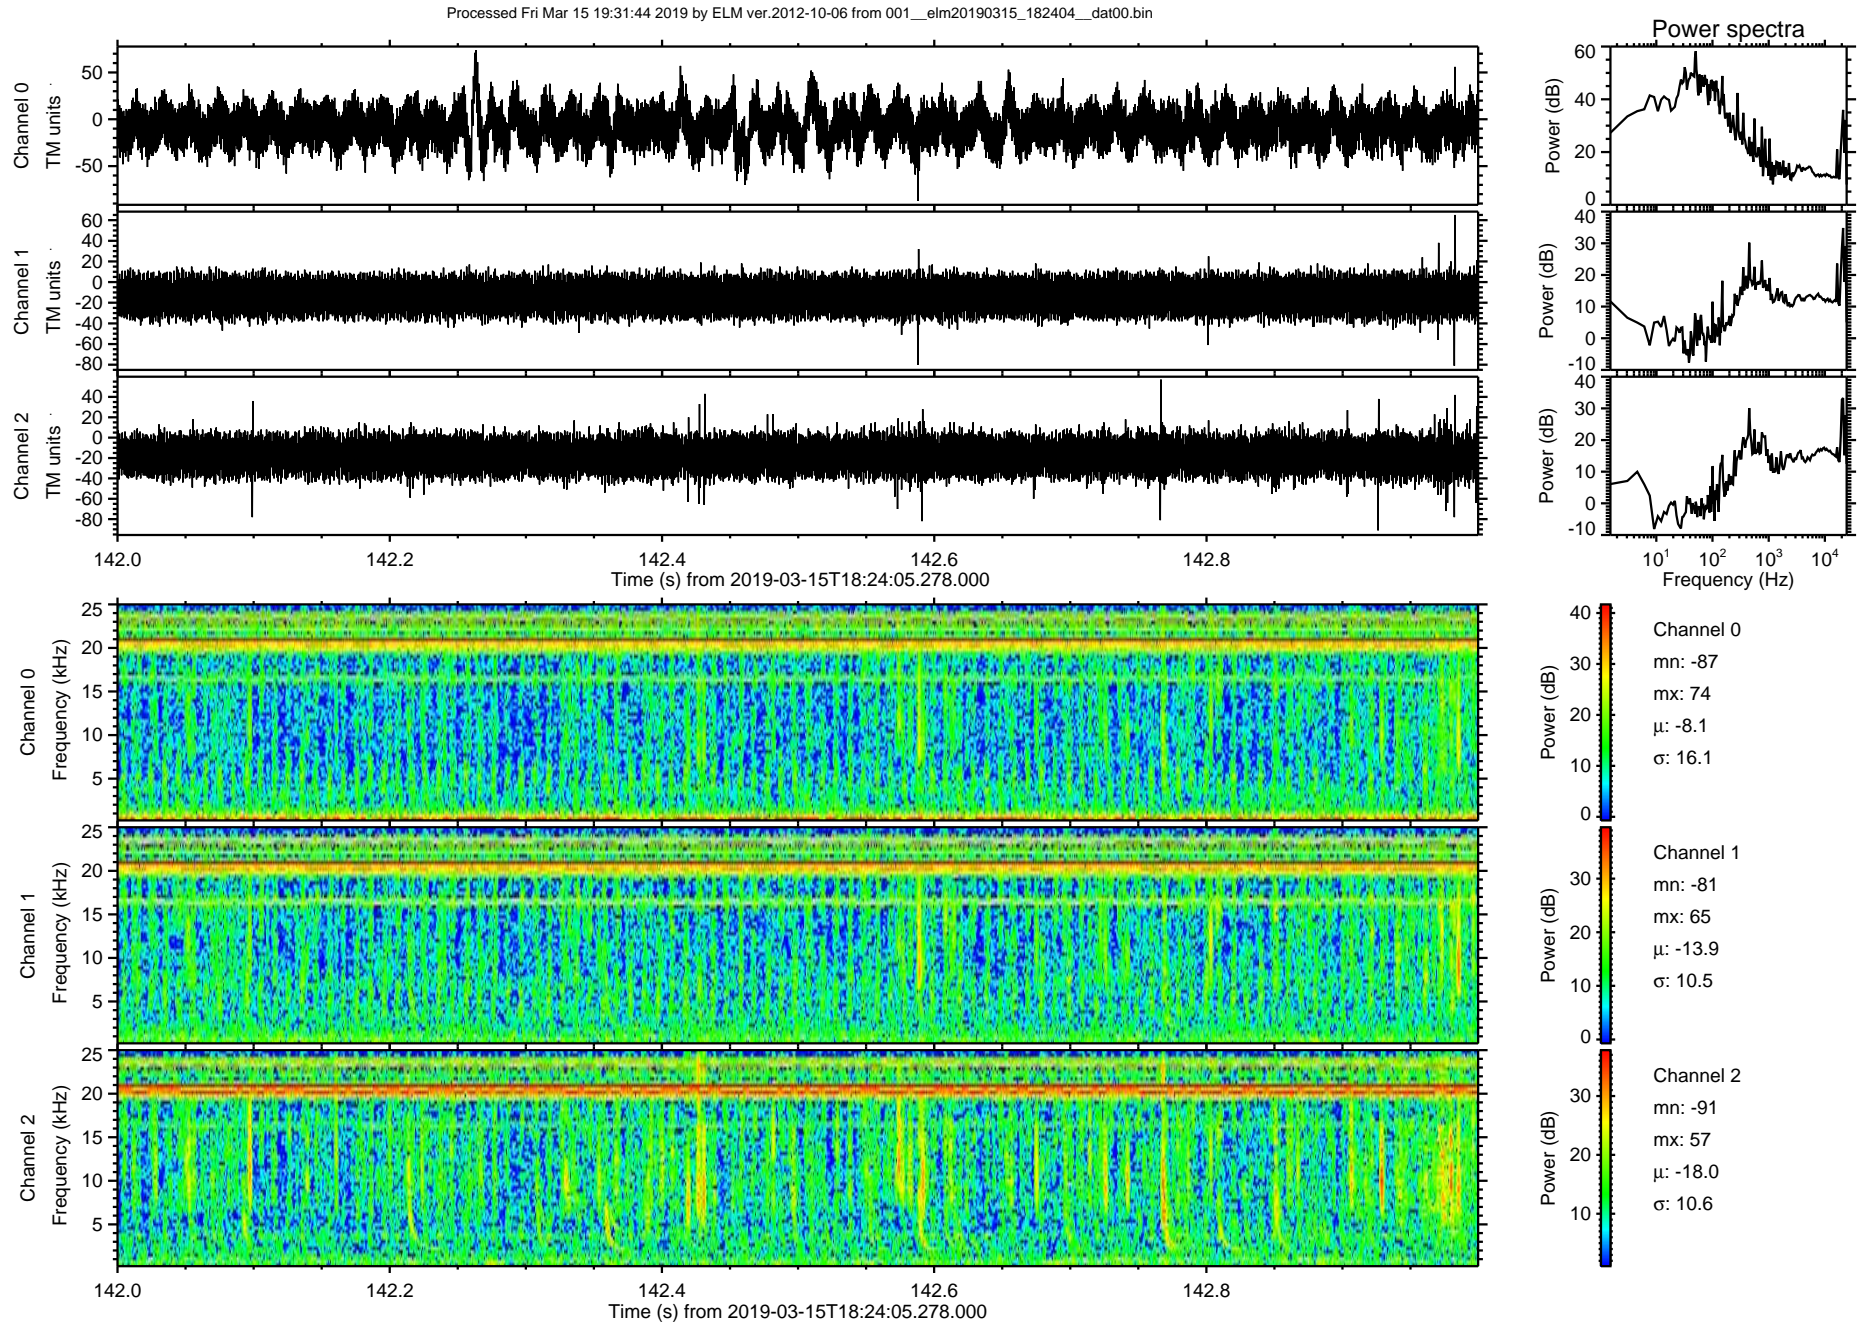 Processed Fri Mar 15 19:31:44 2019 by ELM ver.2012-10-06 from 001__elm20190315_182404__dat00.bin
Power spectra
Channel 0
TM units
50
0
-50
Power (dB)
60
40
20
0
Channel 1
TM units
60
40
20
0
-20
-40
-60
-80
Power (dB)
40
30
20
10
0
-10
Channel 2
TM units
40
20
0
-20
-40
-60
-80
Power (dB)
40
30
20
10
0
-10
142.0 142.2 142.4 142.6 142.8
Time (s) from 2019-03-15T18:24:05.278.000
10^1 10^2 10^3 10^4
Frequency (Hz)
Channel 0
Frequency (kHz)
25
20
15
10
5
Power (dB)
40
30
20
10
0
Channel 0
mn: -87
mx: 74
μ: -8.1
σ: 16.1
Channel 1
Frequency (kHz)
25
20
15
10
5
Power (dB)
30
20
10
0
Channel 1
mn: -81
mx: 65
μ: -13.9
σ: 10.5
Channel 2
Frequency (kHz)
25
20
15
10
5
Power (dB)
30
20
10
Channel 2
mn: -91
mx: 57
μ: -18.0
σ: 10.6
142.0 142.2 142.4 142.6 142.8
Time (s) from 2019-03-15T18:24:05.278.000